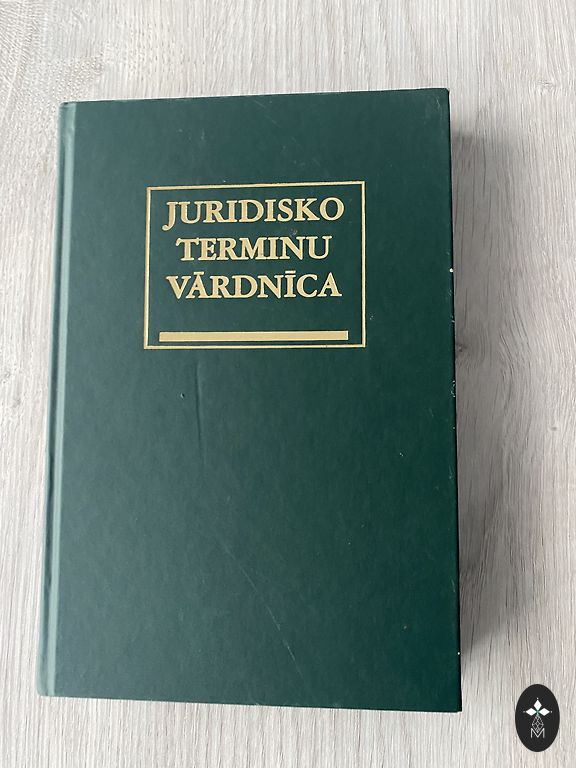 JURIDISKO
TERMINU
VĀRDNĪCA
M